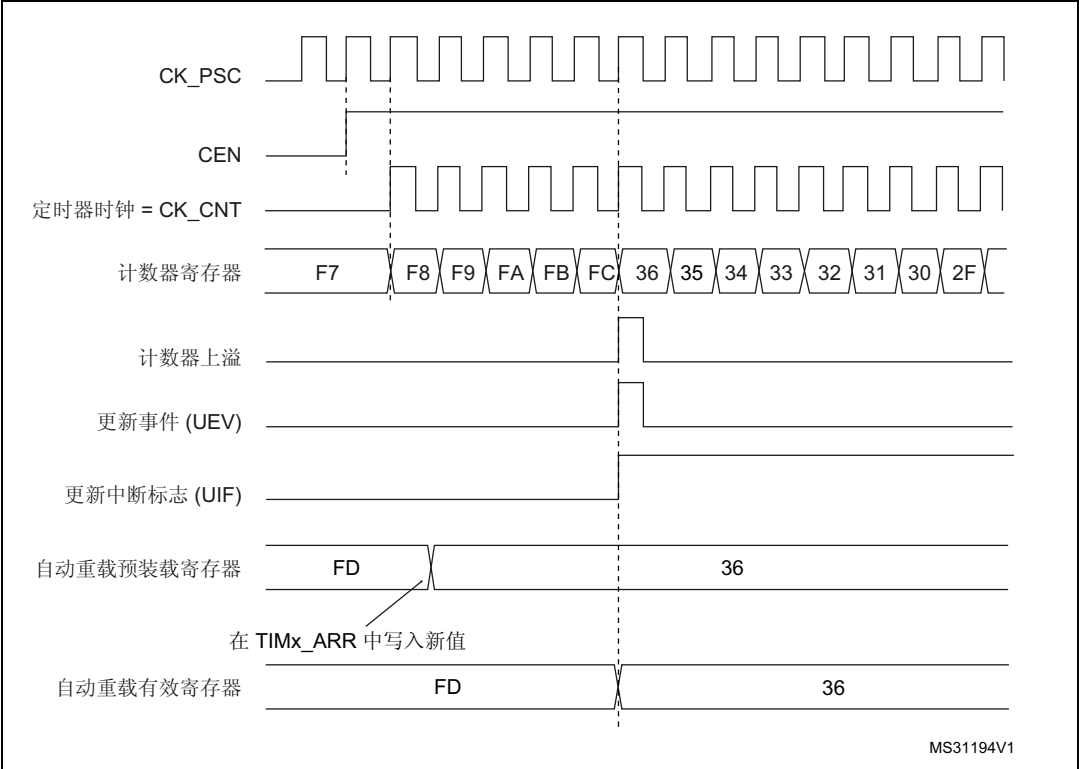 CK_PSC
CEN
定时器时钟 = CK_CNT
计数器寄存器 F7 F8 F9 FA FB FC 36 35 34 33 32 31 30 2F
计数器上溢
更新事件 (UEV)
更新中断标志 (UIF)
自动重载预装载寄存器 FD 36
在 TIMx_ARR 中写入新值
自动重载有效寄存器 FD 36
MS31194V1